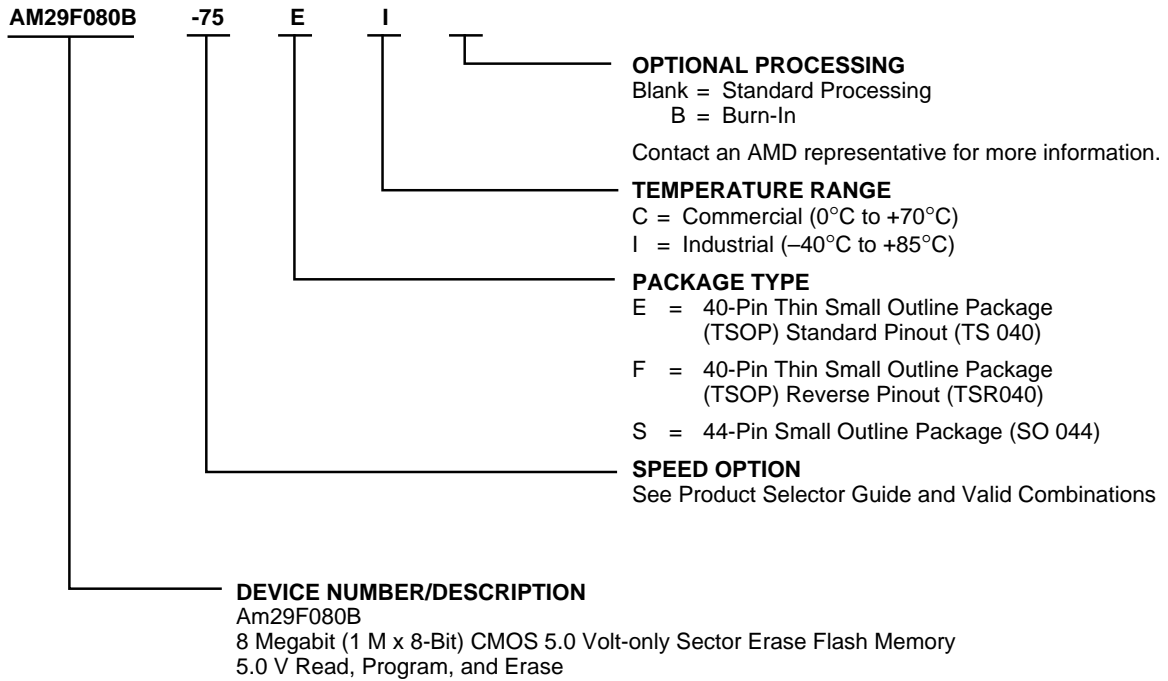 AM29F080B -75 E I
OPTIONAL PROCESSING
Blank = Standard Processing
B = Burn-In
Contact an AMD representative for more information.
TEMPERATURE RANGE
C = Commercial (0°C to +70°C)
I = Industrial (–40°C to +85°C)
PACKAGE TYPE
E = 40-Pin Thin Small Outline Package
(TSOP) Standard Pinout (TS 040)
F = 40-Pin Thin Small Outline Package
(TSOP) Reverse Pinout (TSR040)
S = 44-Pin Small Outline Package (SO 044)
SPEED OPTION
See Product Selector Guide and Valid Combinations
DEVICE NUMBER/DESCRIPTION
Am29F080B
8 Megabit (1 M x 8-Bit) CMOS 5.0 Volt-only Sector Erase Flash Memory
5.0 V Read, Program, and Erase